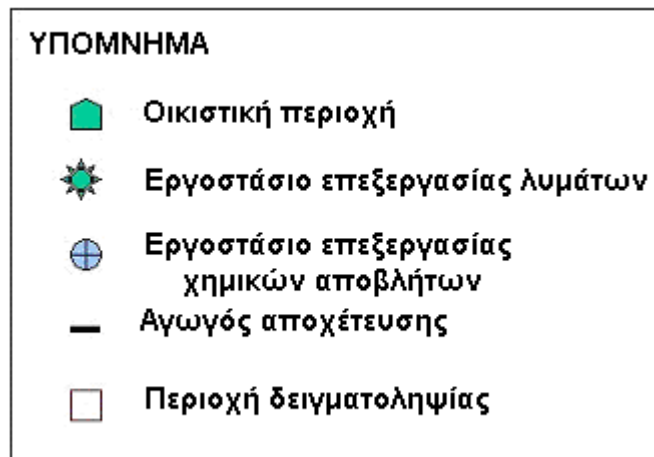 ΥΠΟΜΝΗΜΑ
Οικιστική περιοχή
Εργοστάσιο επεξεργασίας λυμάτων
Εργοστάσιο επεξεργασίας
χημικών αποβλήτων
Αγωγός αποχέτευσης
Περιοχή δειγματοληψίας